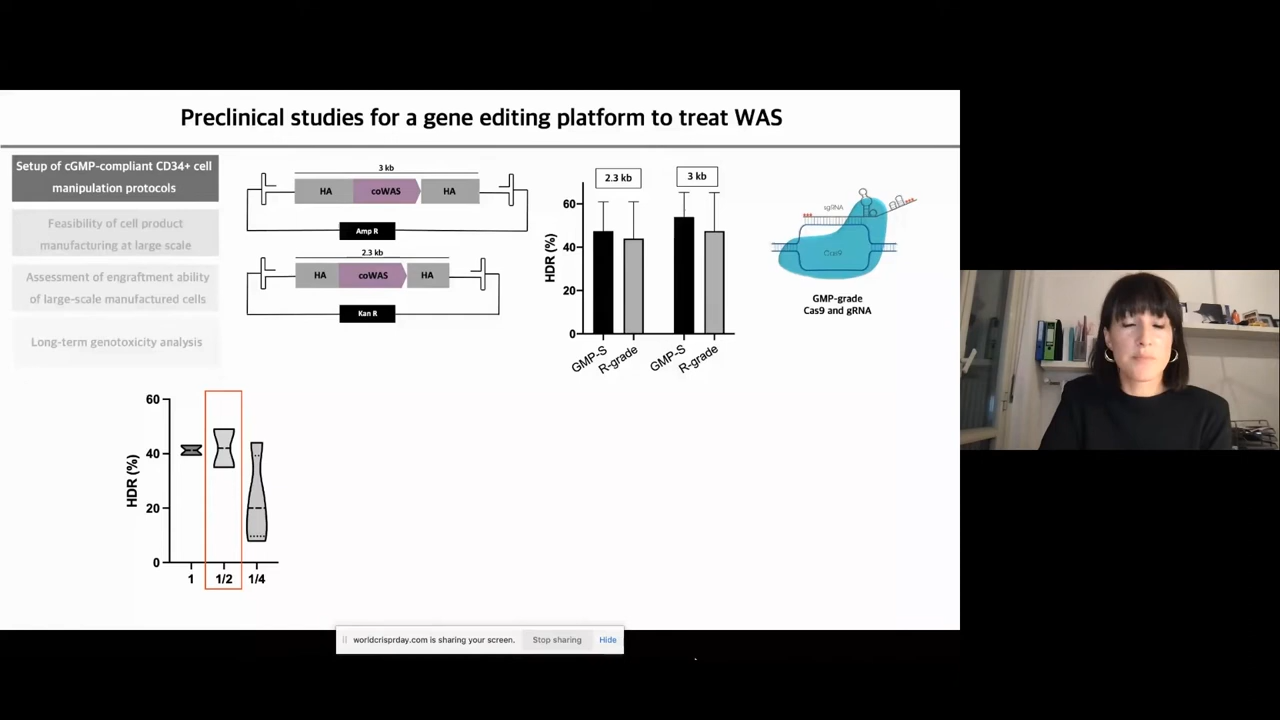 Preclinical studies for a gene editing platform to treat WAS
Setup of cGMP-compliant CD34+ cell
manipulation protocols
Feasibility of cell product
manufacturing at large scale
Assessment of engraftment ability
of large-scale manufactured cells
Long-term genotoxicity analysis
3 kb
HA
coWAS
HA
Amp R
2.3 kb
HA
coWAS
HA
Kan R
2.3 kb
3 kb
HDR (%)
60
40
20
0
GMP-S
R-grade
GMP-S
R-grade
sgRNA
Cas9
GMP-grade
Cas9 and gRNA
HDR (%)
60
40
20
0
1
1/2
1/4
worldcrisprday.com is sharing your screen.
Stop sharing
Hide